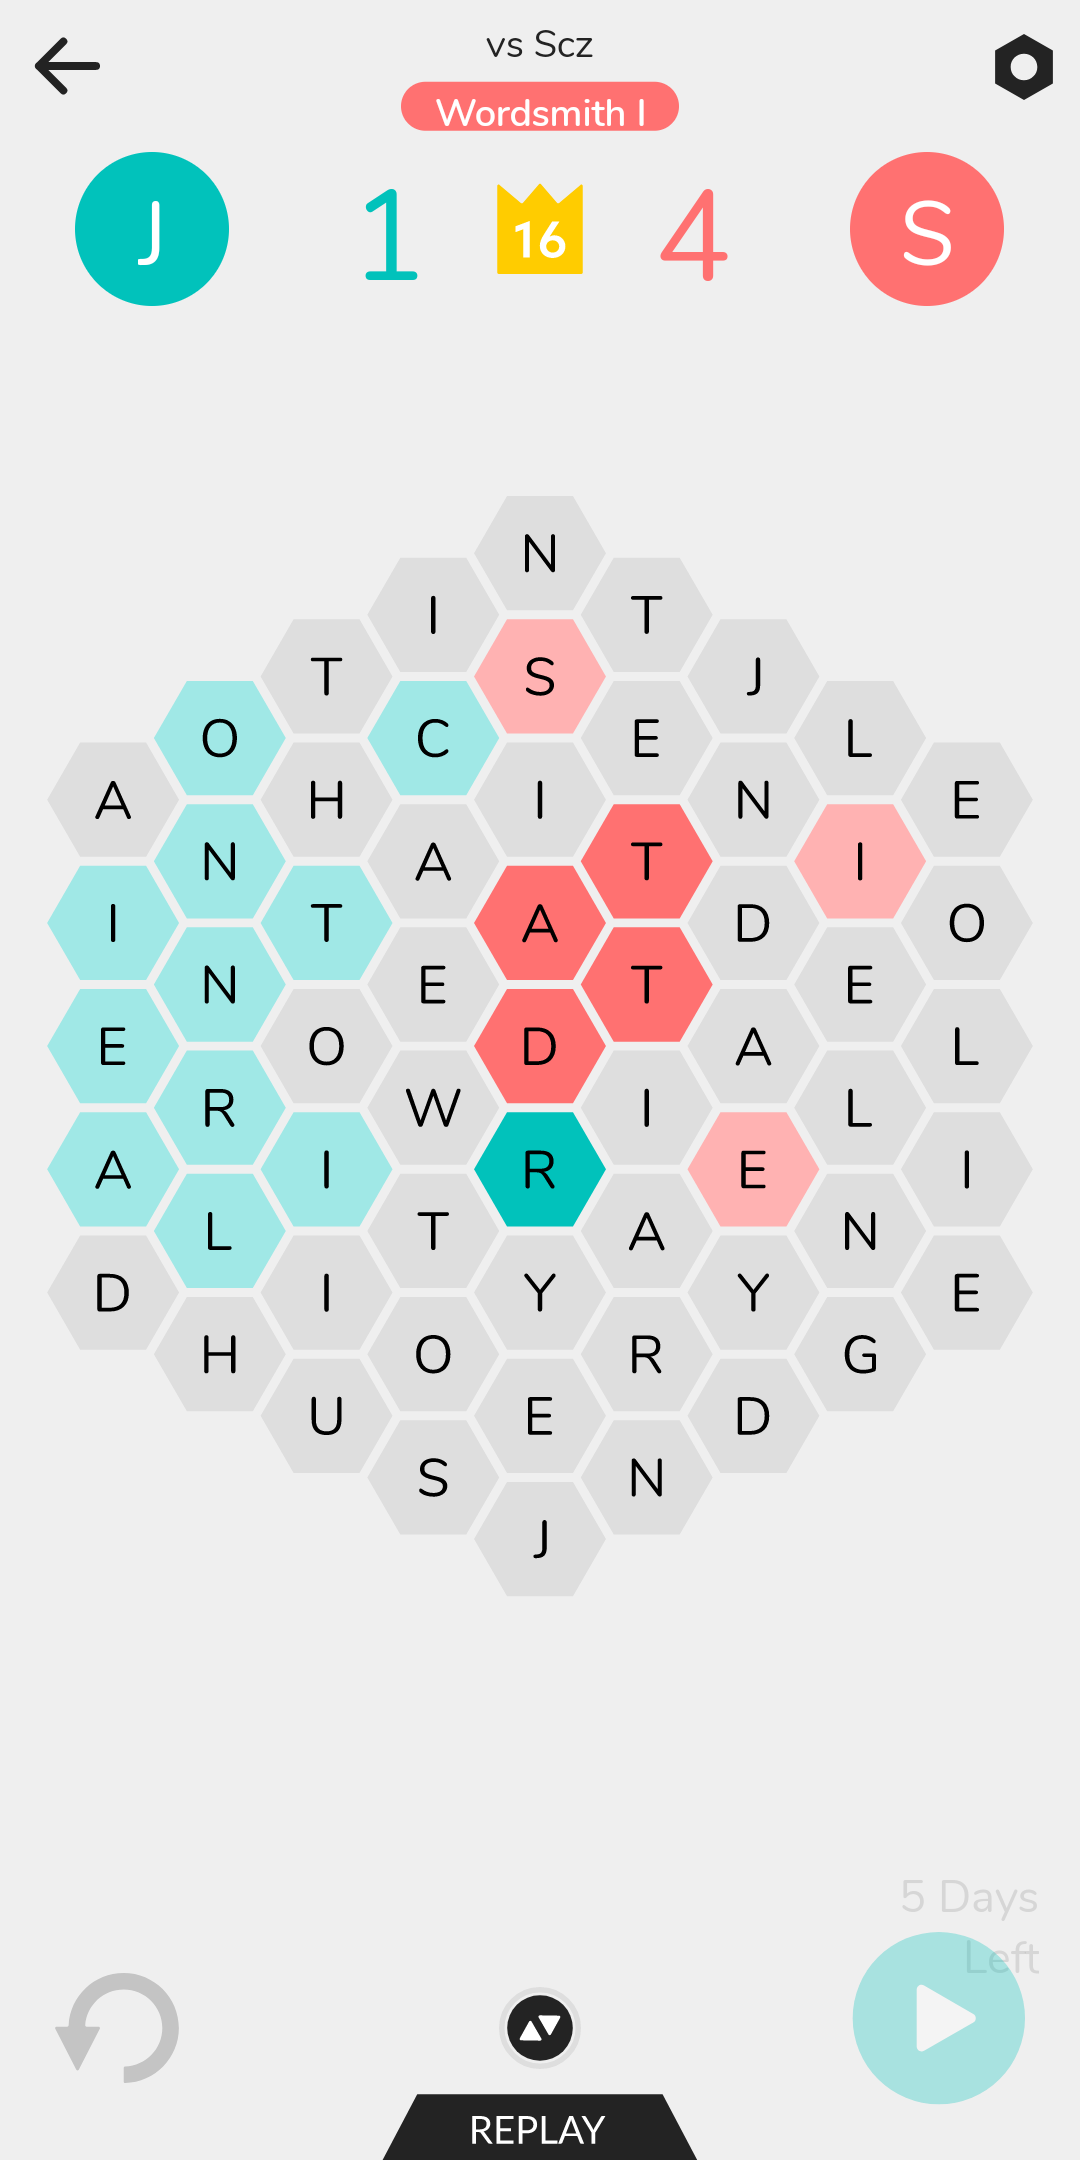 vs Scz
Wordsmith I
J 1 16 4 S
N
I T
T S J
O C E L
A H I N E
N A T I
I T A D O
N E T E
E O D A L
R W I L
A I R E I
L T A N
D I Y Y E
H O R G
U E D
S N
J
5 Days
Left
REPLAY